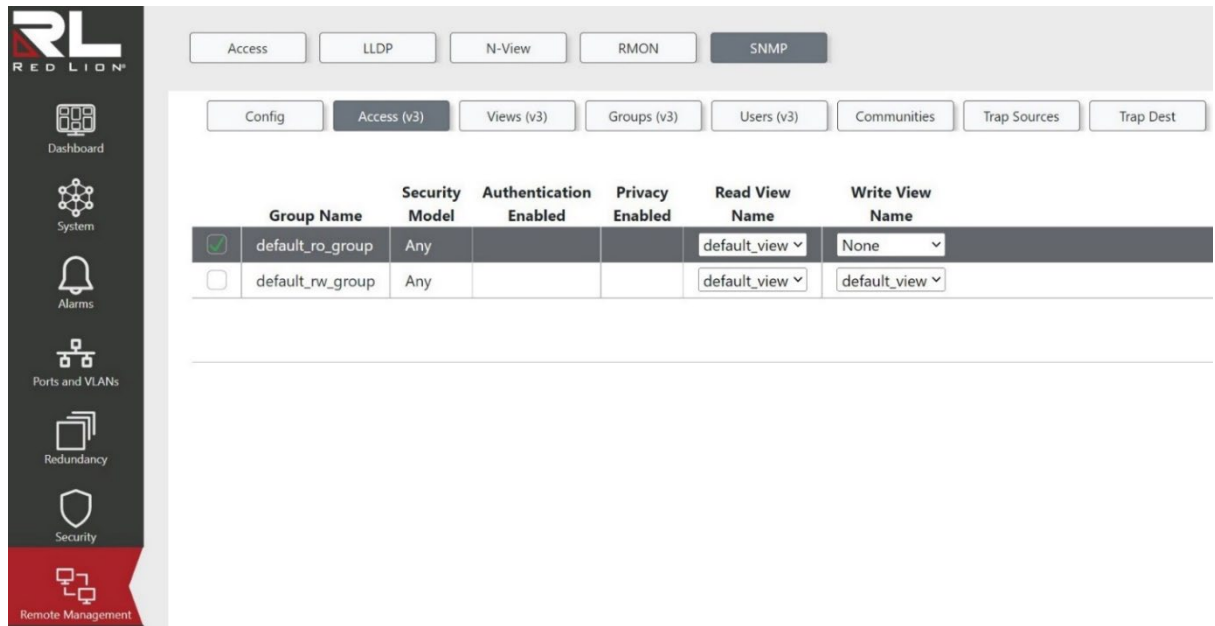 RL
RED LION®
Access LLDP N-View RMON SNMP
Config Access (v3) Views (v3) Groups (v3) Users (v3) Communities Trap Sources Trap Dest
Dashboard
System
Alarms
Ports and VLANs
Redundancy
Security
Remote Management
Group Name Security Model Authentication Enabled Privacy Enabled Read View Name Write View Name
default_ro_group Any default_view None
default_rw_group Any default_view default_view